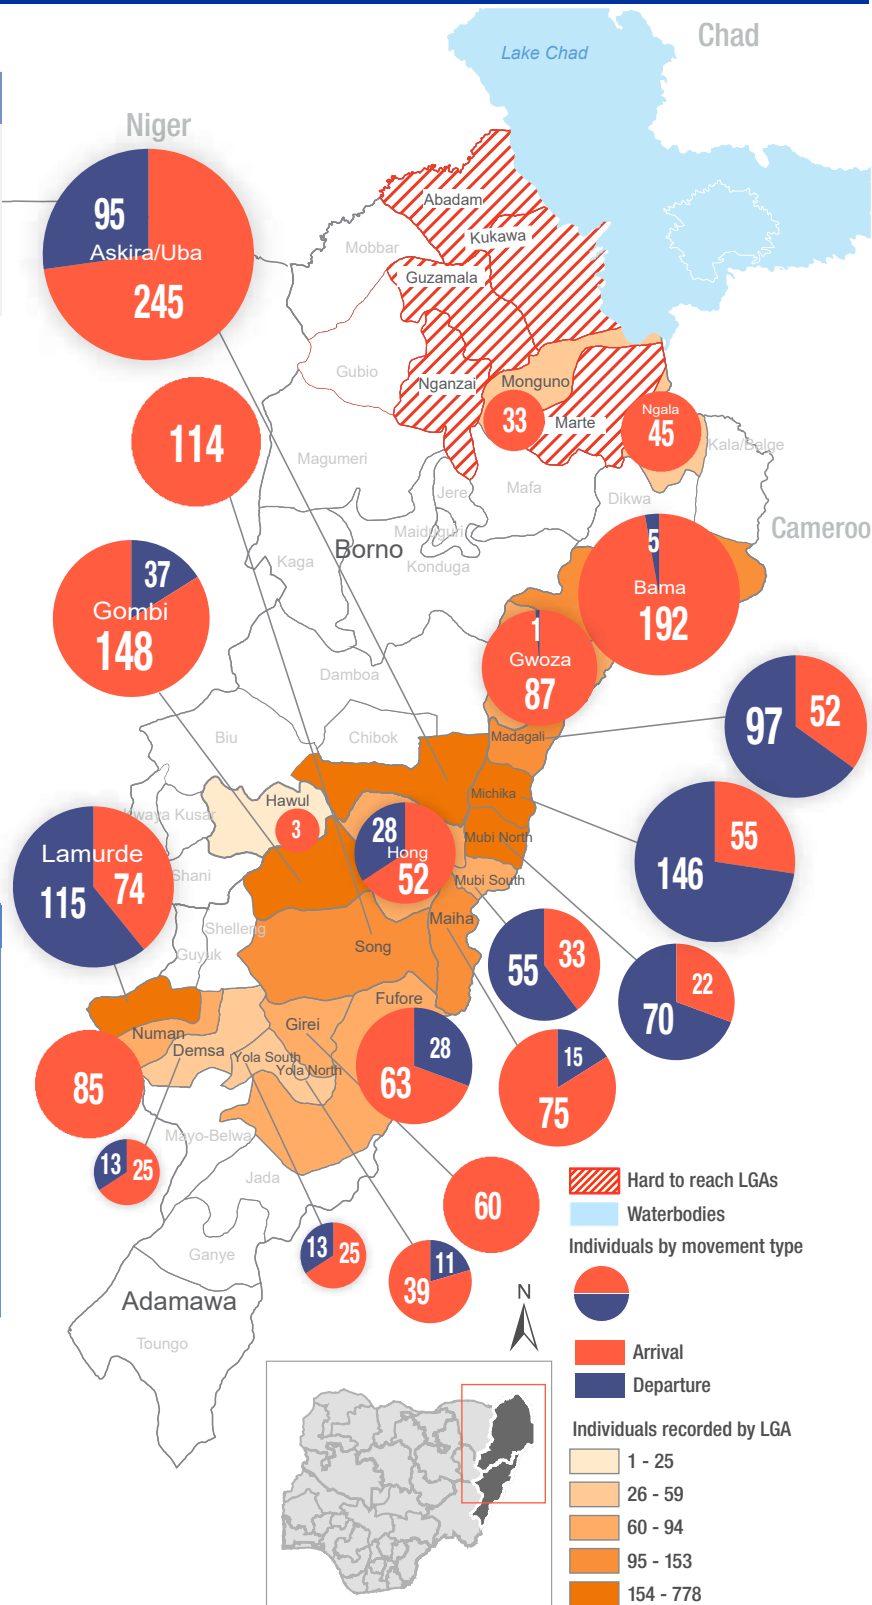 Chad
Lake Chad
Niger
95
Askira/Uba
245
Abadam
Kukawa
Mobbar
Guzamala
Gubio
Nganzai
Monguno
33
Marte
Ngala
45
Kala/Balge
114
Magumeri
Jere
Mafa
Dikwa
Maiduguri
Borno
Kaga
Konduga
Cameroo
5
Bama
192
37
Gombi
148
1
Gwoza
87
Damboa
97
52
Biu
Chibok
Madagali
Michika
Hawul
3
Kwaya Kusar
Mubi North
28
Hong
52
55
146
Lamurde
115
74
Shani
Mubi South
Maiha
Shelleng
Song
Guyuk
55
33
22
70
Fufore
Girei
Numan
Demsa
Yola South
Yola North
28
63
85
15
75
13
25
Mayo-Belwa
Jada
60
Ganye
13
25
11
39
Adamawa
Toungo
N
Hard to reach LGAs
Waterbodies
Individuals by movement type
Arrival
Departure
Individuals recorded by LGA
1 - 25
26 - 59
60 - 94
95 - 153
154 - 778